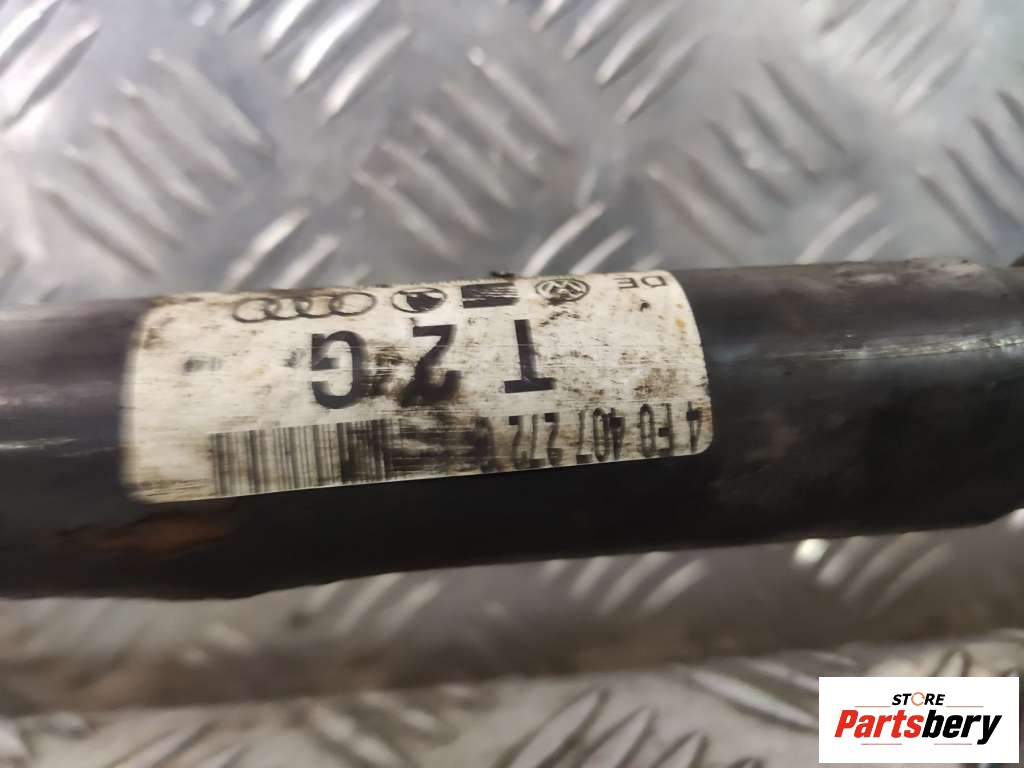 4F0 407 272
T 2 G
DE
STORE
Partsbery